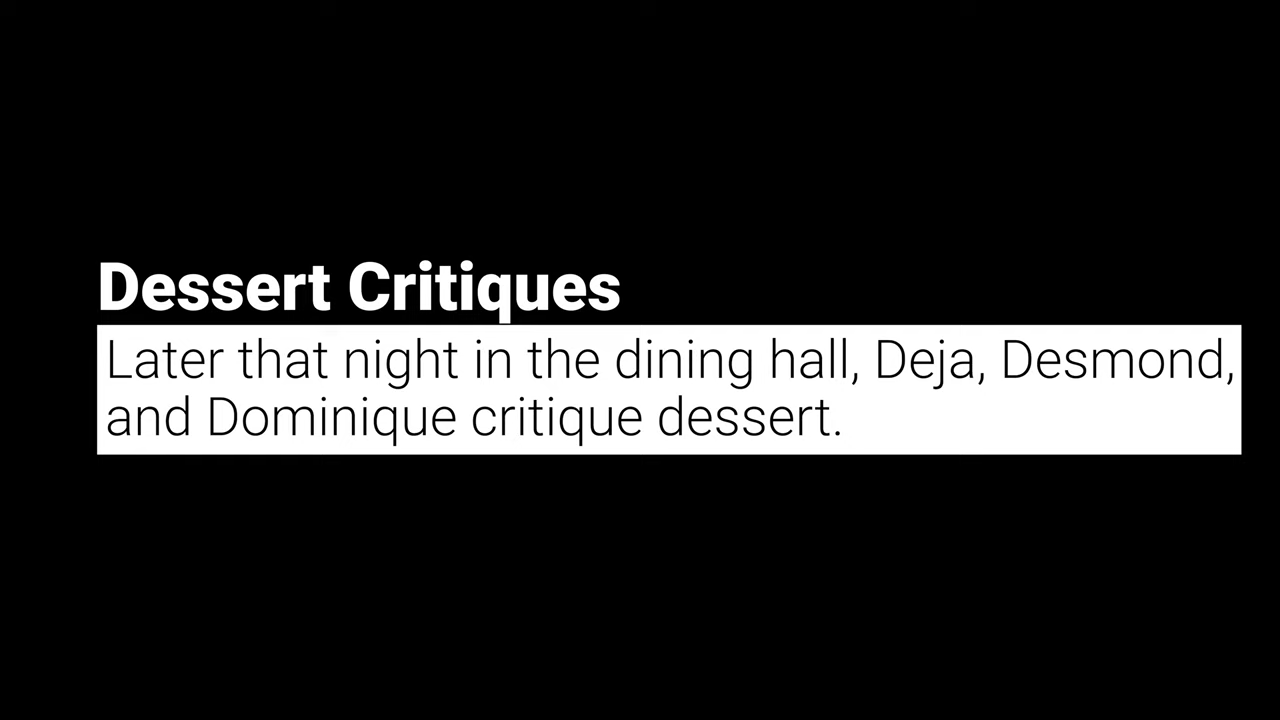 Dessert Critiques
Later that night in the dining hall, Deja, Desmond,
and Dominique critique dessert.